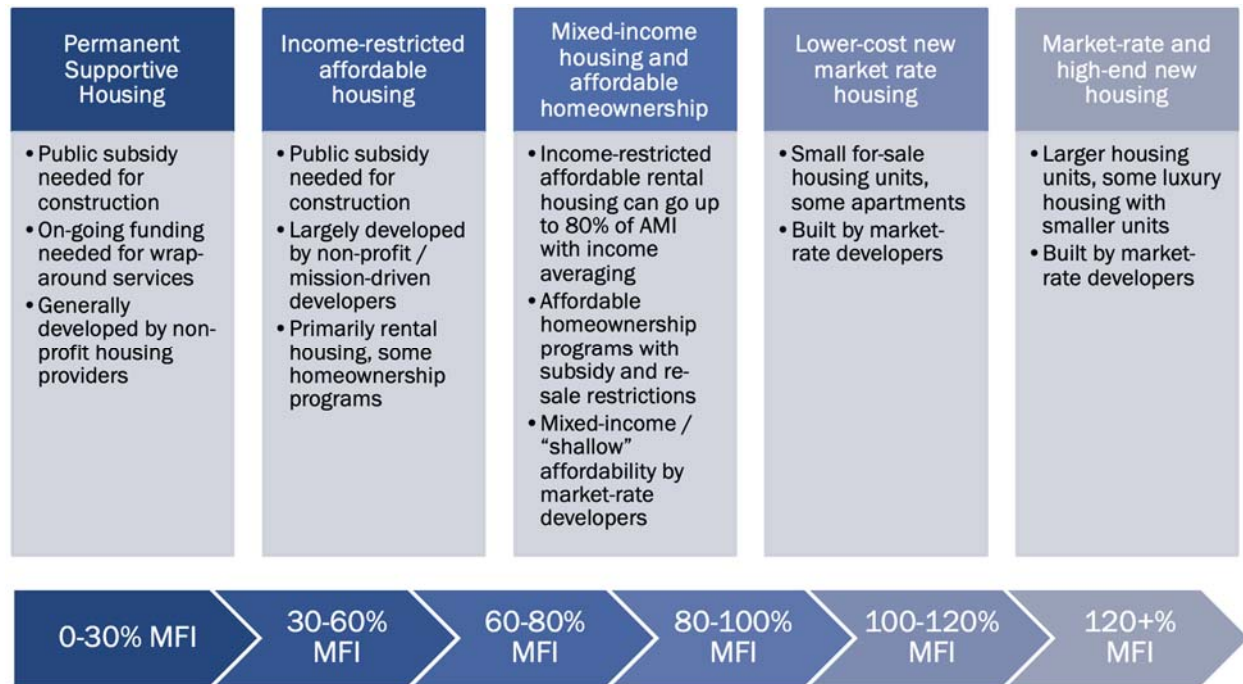 Permanent
Supportive
Housing
• Public subsidy
needed for
construction
• On-going funding
needed for wrap-
around services
• Generally
developed by non-
profit housing
providers
Income-restricted
affordable
housing
• Public subsidy
needed for
construction
• Largely developed
by non-profit /
mission-driven
developers
• Primarily rental
housing, some
homeownership
programs
Mixed-income
housing and
affordable
homeownership
• Income-restricted
affordable rental
housing can go up
to 80% of AMI
with income
averaging
• Affordable
homeownership
programs with
subsidy and re-
sale restrictions
• Mixed-income /
“shallow”
affordability by
market-rate
developers
Lower-cost new
market rate
housing
• Small for-sale
housing units,
some apartments
• Built by market-
rate developers
Market-rate and
high-end new
housing
• Larger housing
units, some luxury
housing with
smaller units
• Built by market-
rate developers
0-30% MFI
30-60%
MFI
60-80%
MFI
80-100%
MFI
100-120%
MFI
120+%
MFI